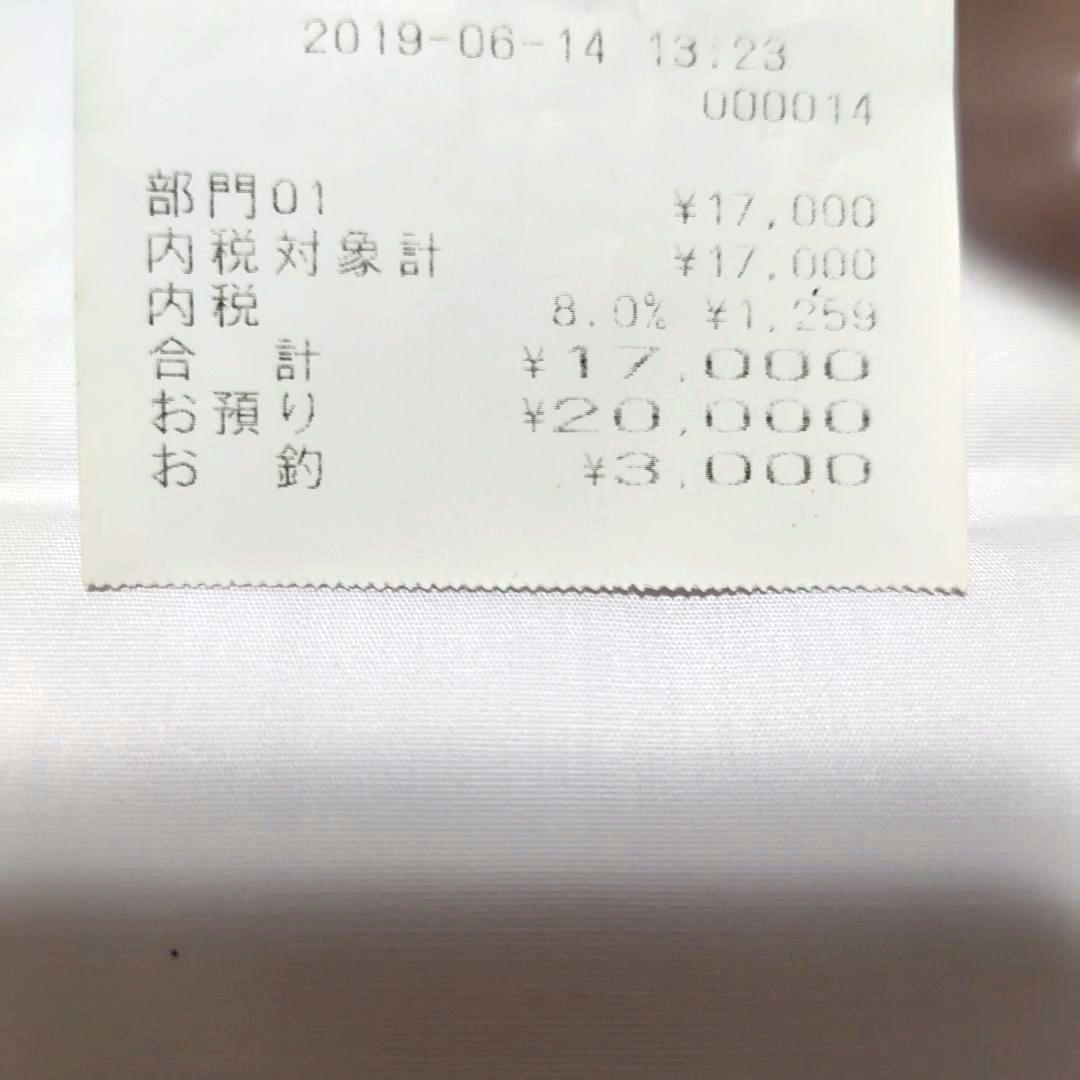 2019-06-14 13:23
000014
部門01 ¥17,000
内税対象計 ¥17,000
内税 8.0% ¥1,259
合 計 ¥17,000
お預り ¥20,000
お 釣 ¥3,000